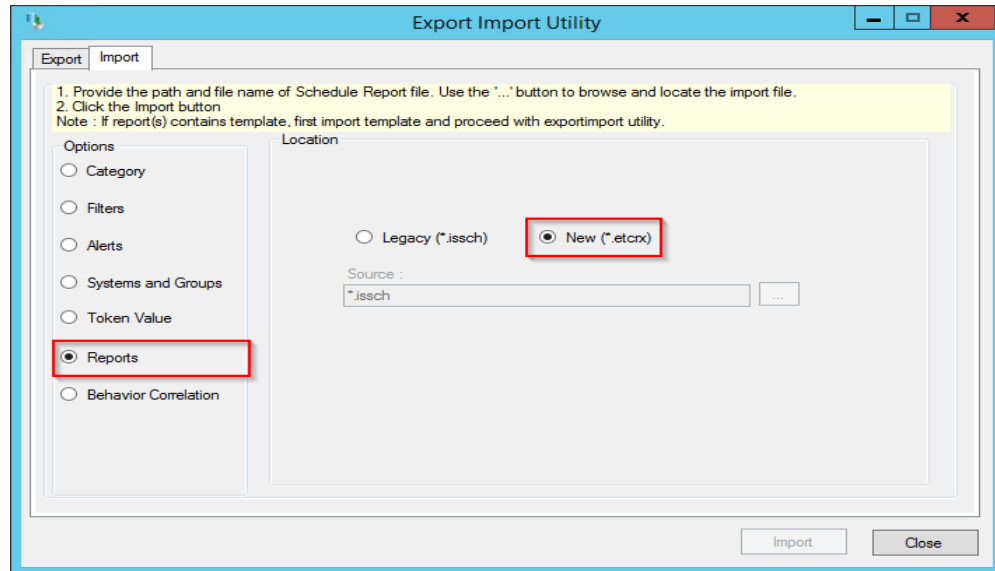 Export Import Utility
Export
Import
1. Provide the path and file name of Schedule Report file. Use the '...' button to browse and locate the import file.
2. Click the Import button
Note : If report(s) contains template, first import template and proceed with exportimport utility.
Options
Location
Category
Filters
Alerts
Systems and Groups
Token Value
Reports
Behavior Correlation
Legacy (*.issch)
New (*.etcrx)
Source :
*.issch
...
Import
Close